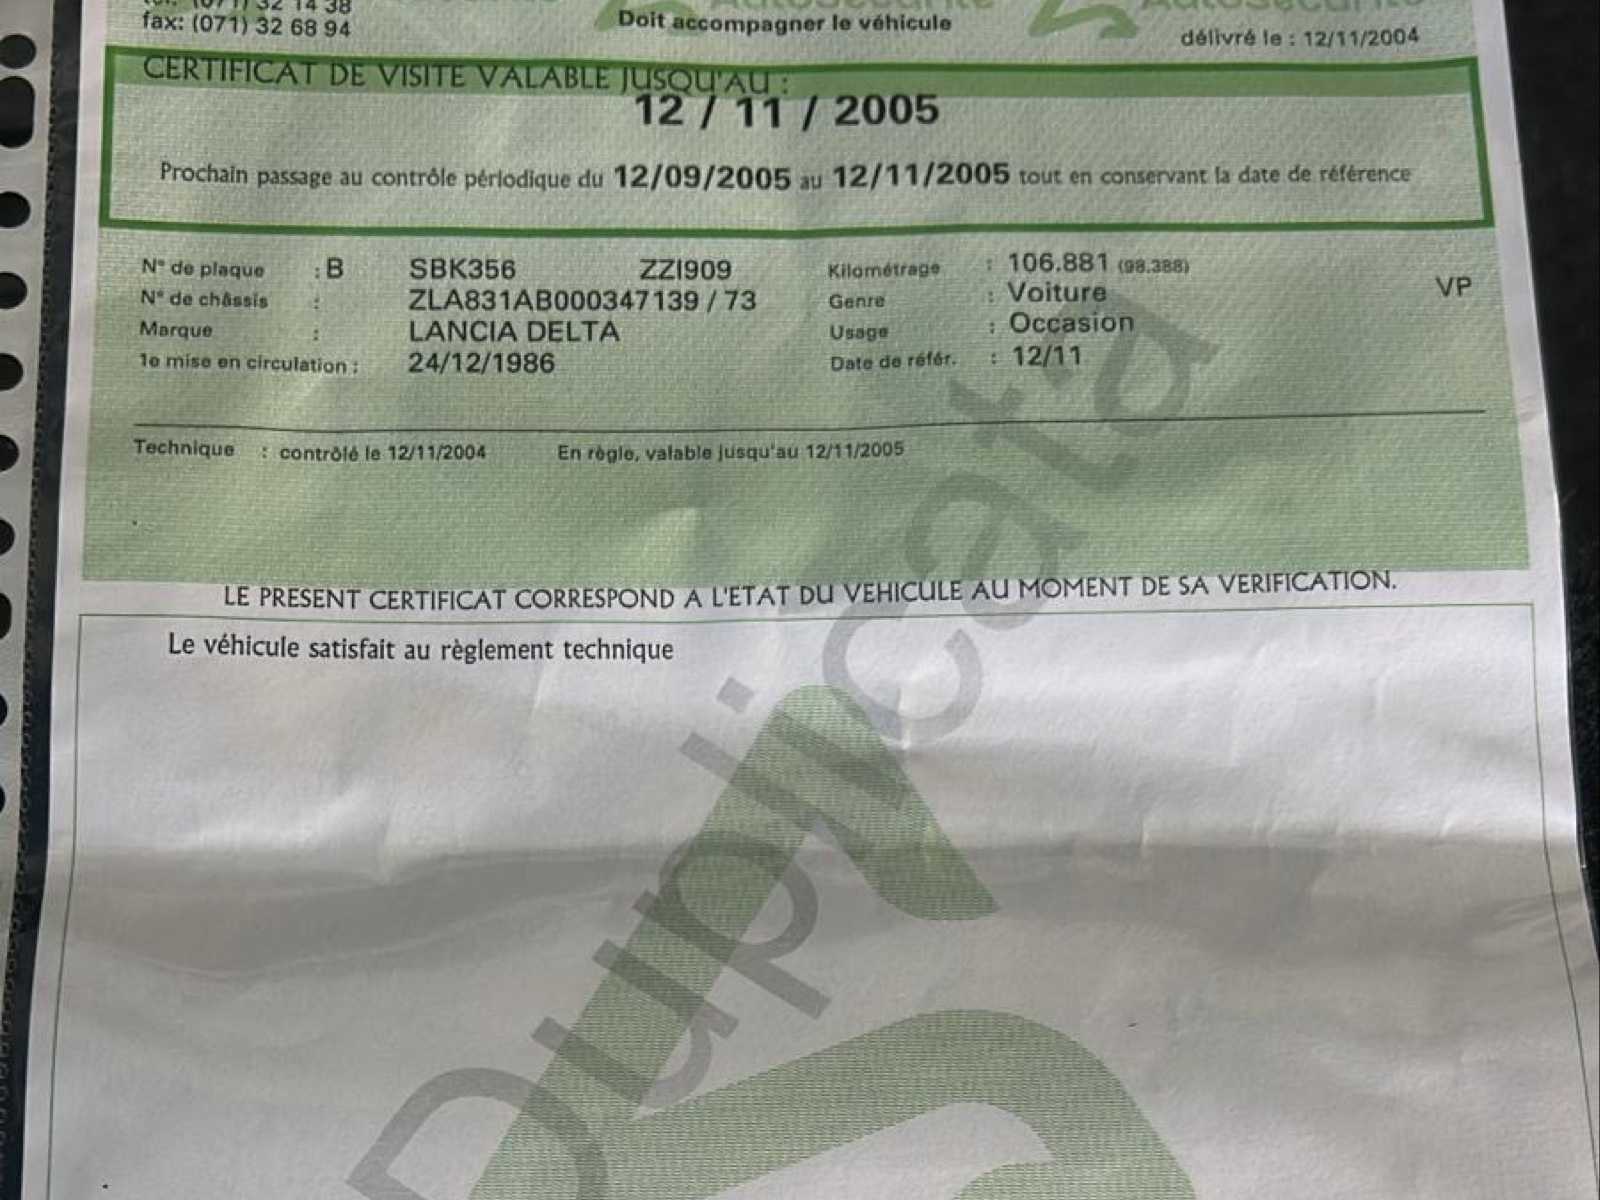 (071) 32 14 38
fax: (071) 32 68 94
Doit accompagner le véhicule
délivré le : 12/11/2004
CERTIFICAT DE VISITE VALABLE JUSQU'AU :
12 / 11 / 2005
Prochain passage au contrôle périodique du 12/09/2005 au 12/11/2005 tout en conservant la date de référence
N° de plaque : B SBK356 ZZI909 Kilométrage : 106.881 (98.388)
N° de châssis : ZLA831AB000347139 / 73 Genre : Voiture VP
Marque : LANCIA DELTA Usage : Occasion
1e mise en circulation : 24/12/1986 Date de référ. : 12/11
Technique : contrôlé le 12/11/2004 En règle, valable jusqu'au 12/11/2005
LE PRESENT CERTIFICAT CORRESPOND A L'ETAT DU VEHICULE AU MOMENT DE SA VERIFICATION.
Le véhicule satisfait au règlement technique
Duplicata